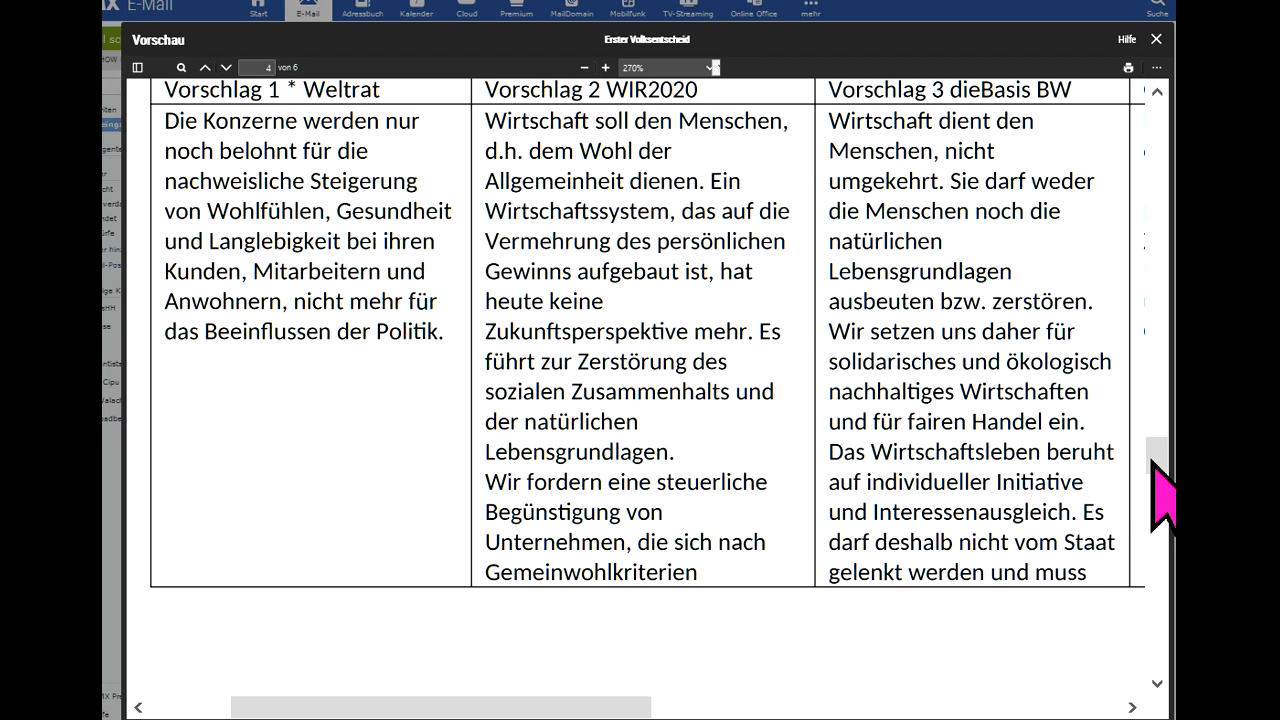 E-Mail
Start
E-Mail
Adressbuch
Kalender
Cloud
Premium
MailDomain
Mobilfunk
TV-Streaming
Online Office
mehr
Suche
Vorschau
Erster Volksentscheid
Hilfe
4 von 6
270%
Vorschlag 1 * Weltrat
Die Konzerne werden nur
noch belohnt für die
nachweisliche Steigerung
von Wohlfühlen, Gesundheit
und Langlebigkeit bei ihren
Kunden, Mitarbeitern und
Anwohnern, nicht mehr für
das Beeinflussen der Politik.
Vorschlag 2 WIR2020
Wirtschaft soll den Menschen,
d.h. dem Wohl der
Allgemeinheit dienen. Ein
Wirtschaftssystem, das auf die
Vermehrung des persönlichen
Gewinns aufgebaut ist, hat
heute keine
Zukunftsperspektive mehr. Es
führt zur Zerstörung des
sozialen Zusammenhalts und
der natürlichen
Lebensgrundlagen.
Wir fordern eine steuerliche
Begünstigung von
Unternehmen, die sich nach
Gemeinwohlkriterien
Vorschlag 3 dieBasis BW
Wirtschaft dient den
Menschen, nicht
umgekehrt. Sie darf weder
die Menschen noch die
natürlichen
Lebensgrundlagen
ausbeuten bzw. zerstören.
Wir setzen uns daher für
solidarisches und ökologisch
nachhaltiges Wirtschaften
und für fairen Handel ein.
Das Wirtschaftsleben beruht
auf individueller Initiative
und Interessenausgleich. Es
darf deshalb nicht vom Staat
gelenkt werden und muss